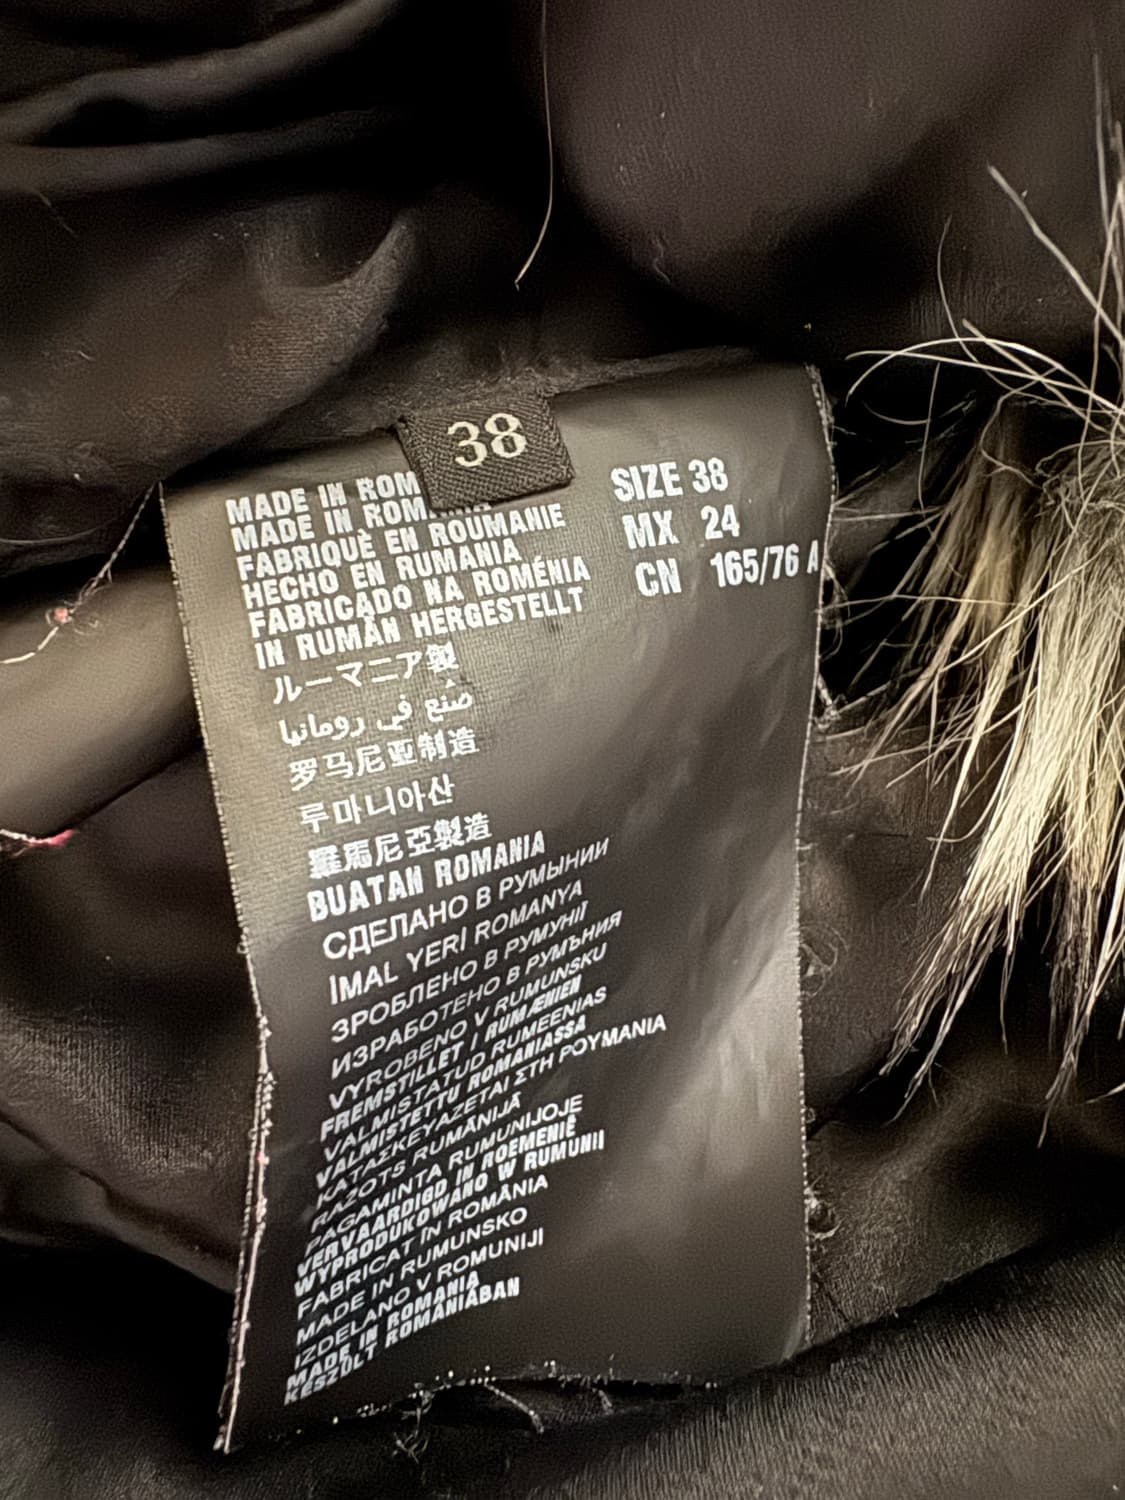 38
MADE IN ROM
MADE IN ROM
FABRIQUÈ EN ROUMANIE
HECHO EN RUMANIA
FABRICADO NA ROMÉNIA
IN RUMÄN HERGESTELLT
ルーマニア製
صُنع في رومانيا
罗马尼亚制造
루마니아산
羅馬尼亞製造
BUATAN ROMANIA
СДЕЛАНО В РУМЫНИИ
İMAL YERİ ROMANYA
ЗРОБЛЕНО В РУМУНІЇ
ИЗРАБОТЕНО В РУМЪНИЯ
VYROBENO V RUMUNSKU
FREMSTILLET I RUMÆNIEN
VALMISTATUD RUMEENIAS
VALMISTETTU ROMANIASSA
ΚΑΤΑΣΚΕΥΑΖΕΤΑΙ ΣΤΗ ΡΟΥΜΑΝΙΑ
RAŽOTS RUMĀNIJĀ
PAGAMINTA RUMUNIJOJE
VERVAARDIGD IN ROEMENIË
WYPRODUKOWANO W RUMUNII
FABRICAT ÎN ROMÂNIA
MADE IN RUMUNSKO
IZDELANO V ROMUNIJI
MADE IN ROMANIA
KÉSZÜLT ROMÁNIÁBAN
SIZE 38
MX 24
CN 165/76 A